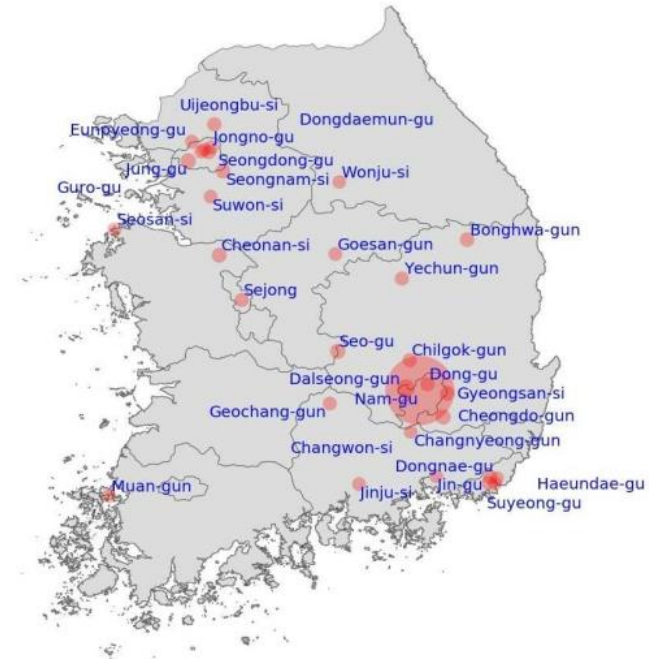 Uijeongbu-si
Dongdaemun-gu
Eunpyeong-gu
Jongno-gu
Seongdong-gu
Jung-gu
Seongnam-si
Wonju-si
Guro-gu
Suwon-si
Seosan-si
Bonghwa-gun
Cheonan-si
Goesan-gun
Yechun-gun
Sejong
Seo-gu
Chilgok-gun
Dong-gu
Dalseong-gun
Gyeongsan-si
Nam-gu
Geochang-gun
Cheongdo-gun
Changwon-si
Changnyeong-gun
Dongnae-gu
Muan-gun
Jinju-si
Jin-gu
Haeundae-gu
Suyeong-gu